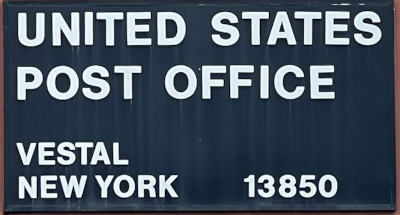 UNITED STATES
POST OFFICE
VESTAL
NEW YORK 13850